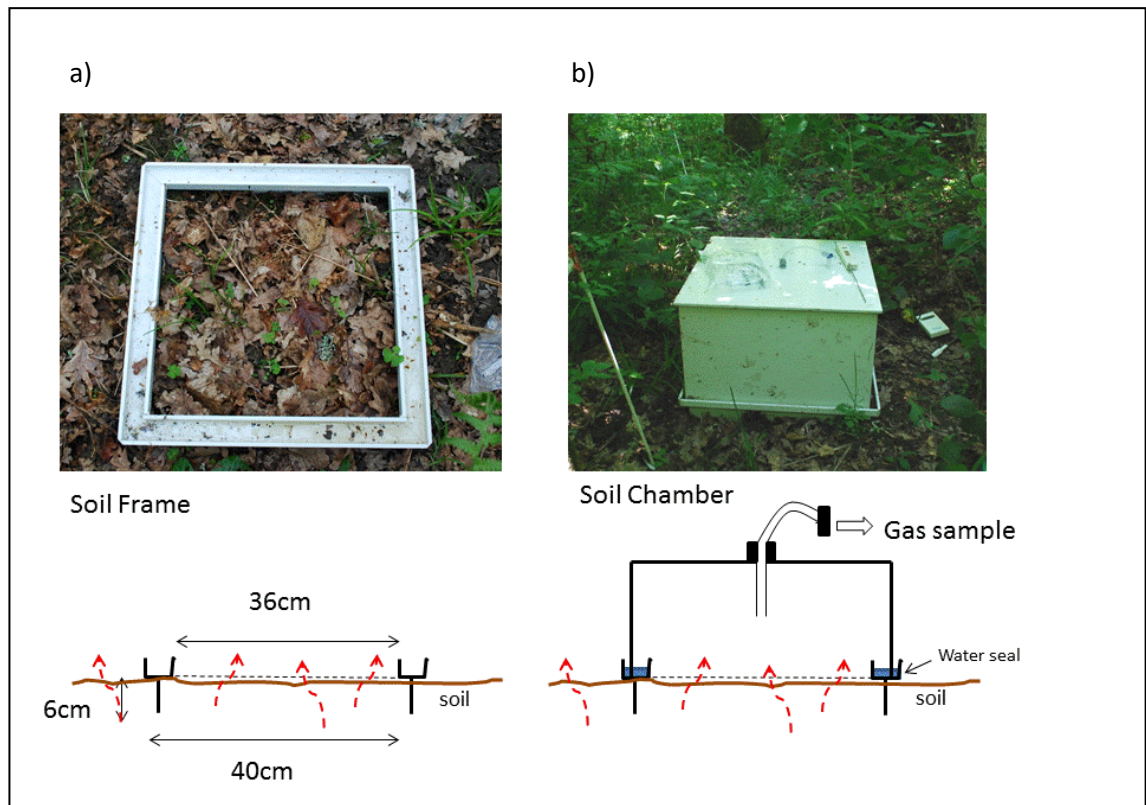 a)
b)
Soil Frame
Soil Chamber
Gas sample
36cm
Water seal
6cm
soil
soil
40cm